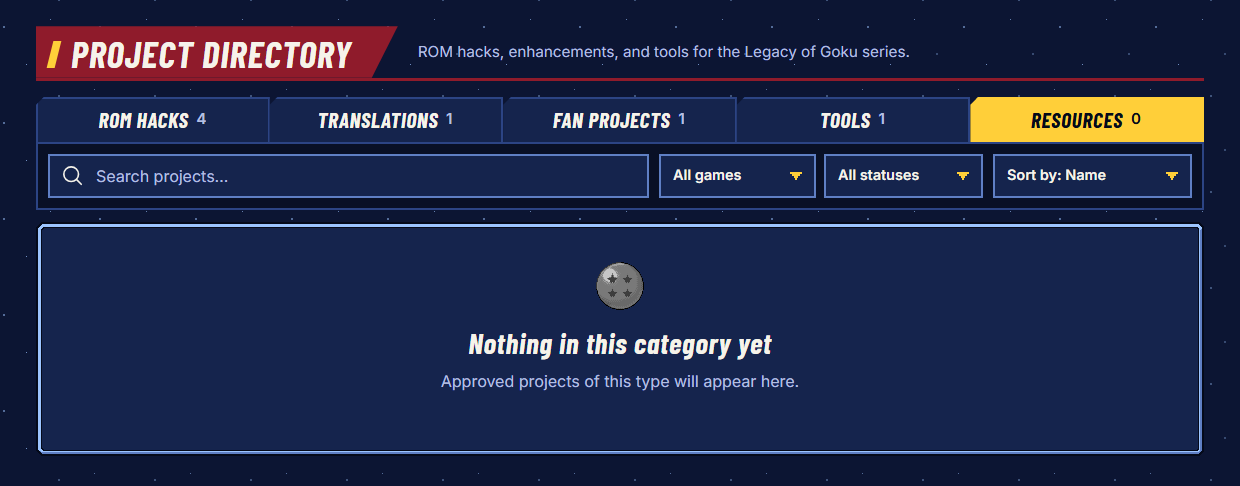 PROJECT DIRECTORY
ROM hacks, enhancements, and tools for the Legacy of Goku series.
ROM HACKS 4
TRANSLATIONS 1
FAN PROJECTS 1
TOOLS 1
RESOURCES 0
Search projects...
All games
All statuses
Sort by: Name
Nothing in this category yet
Approved projects of this type will appear here.